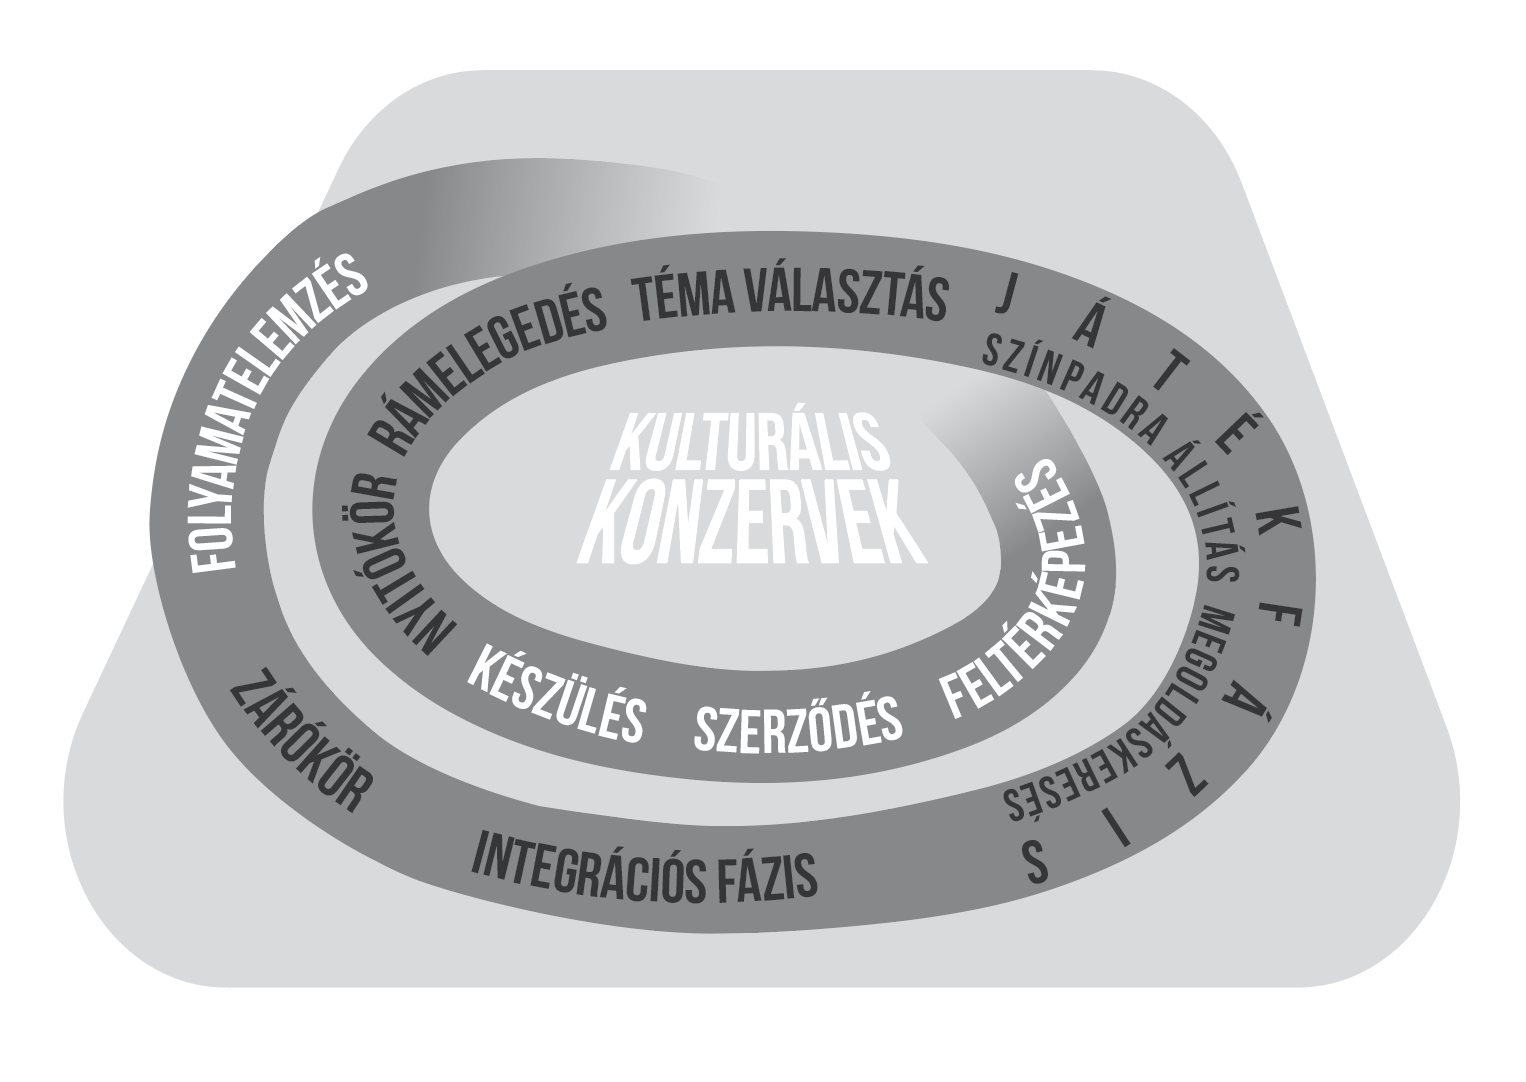 KULTURÁLIS
KONZERVEK
FELTÉRKÉPEZÉS
SZERZŐDÉS
KÉSZÜLÉS
NYITÓKÖR
RÁMELEGEDÉS
TÉMA VÁLASZTÁS
JÁTÉKFÁZIS
SZÍNPADRA ÁLLÍTÁS
MEGOLDÁSKERESÉS
INTEGRÁCIÓS FÁZIS
ZÁRÓKÖR
FOLYAMATELEMZÉS